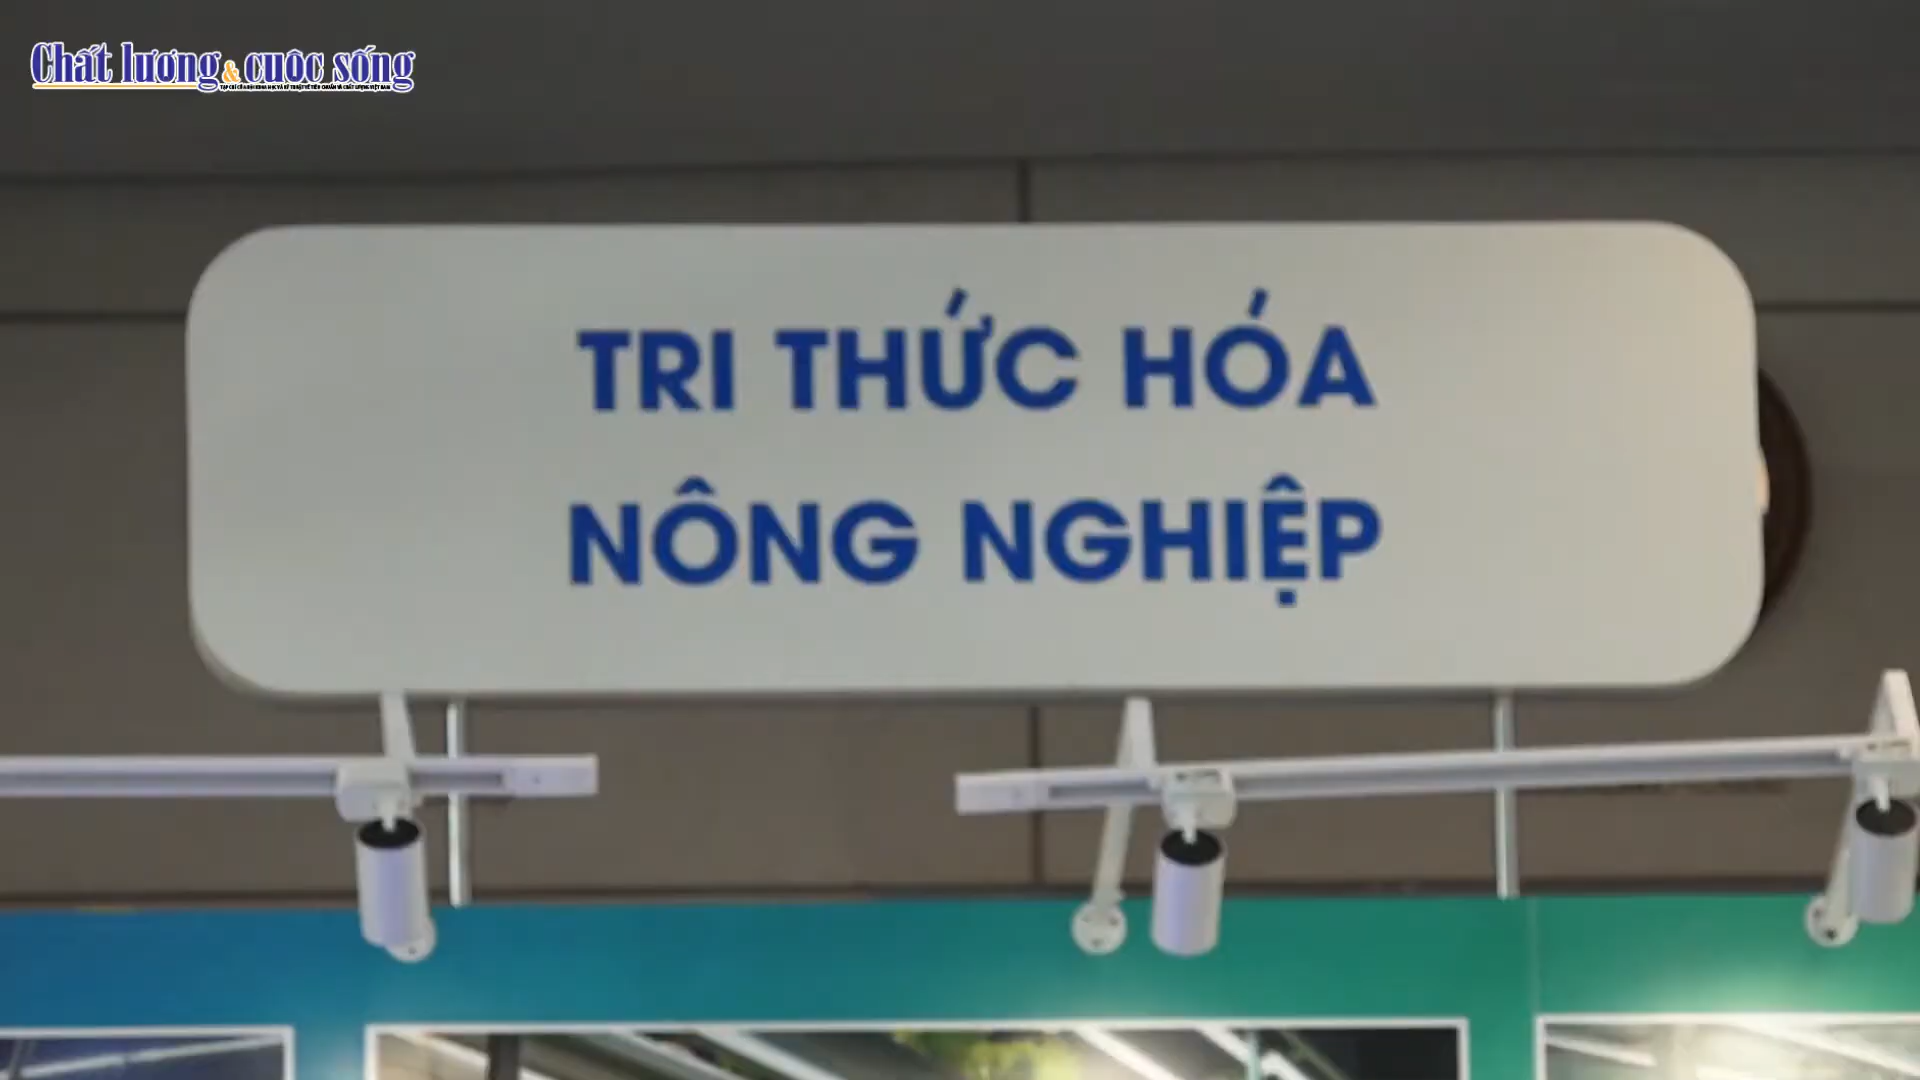 Chất lượng & cuộc sống
TRI THỨC HÓA
NÔNG NGHIỆP